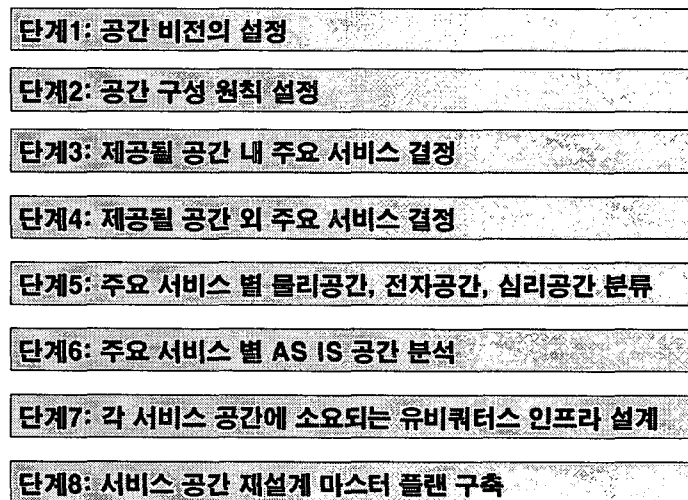 단계1: 공간 비전의 설정
단계2: 공간 구성 원칙 설정
단계3: 제공될 공간 내 주요 서비스 결정
단계4: 제공될 공간 외 주요 서비스 결정
단계5: 주요 서비스 별 물리공간, 전자공간, 심리공간 분류
단계6: 주요 서비스 별 AS IS 공간 분석
단계7: 각 서비스 공간에 소요되는 유비쿼터스 인프라 설계
단계8: 서비스 공간 재설계 마스터 플랜 구축